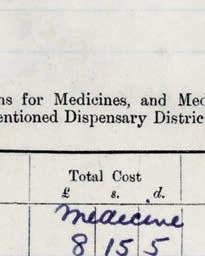 ns for Medicines, and Med
entioned Dispensary Distric
Total Cost
£ s. d.
Medicine
8 15 5